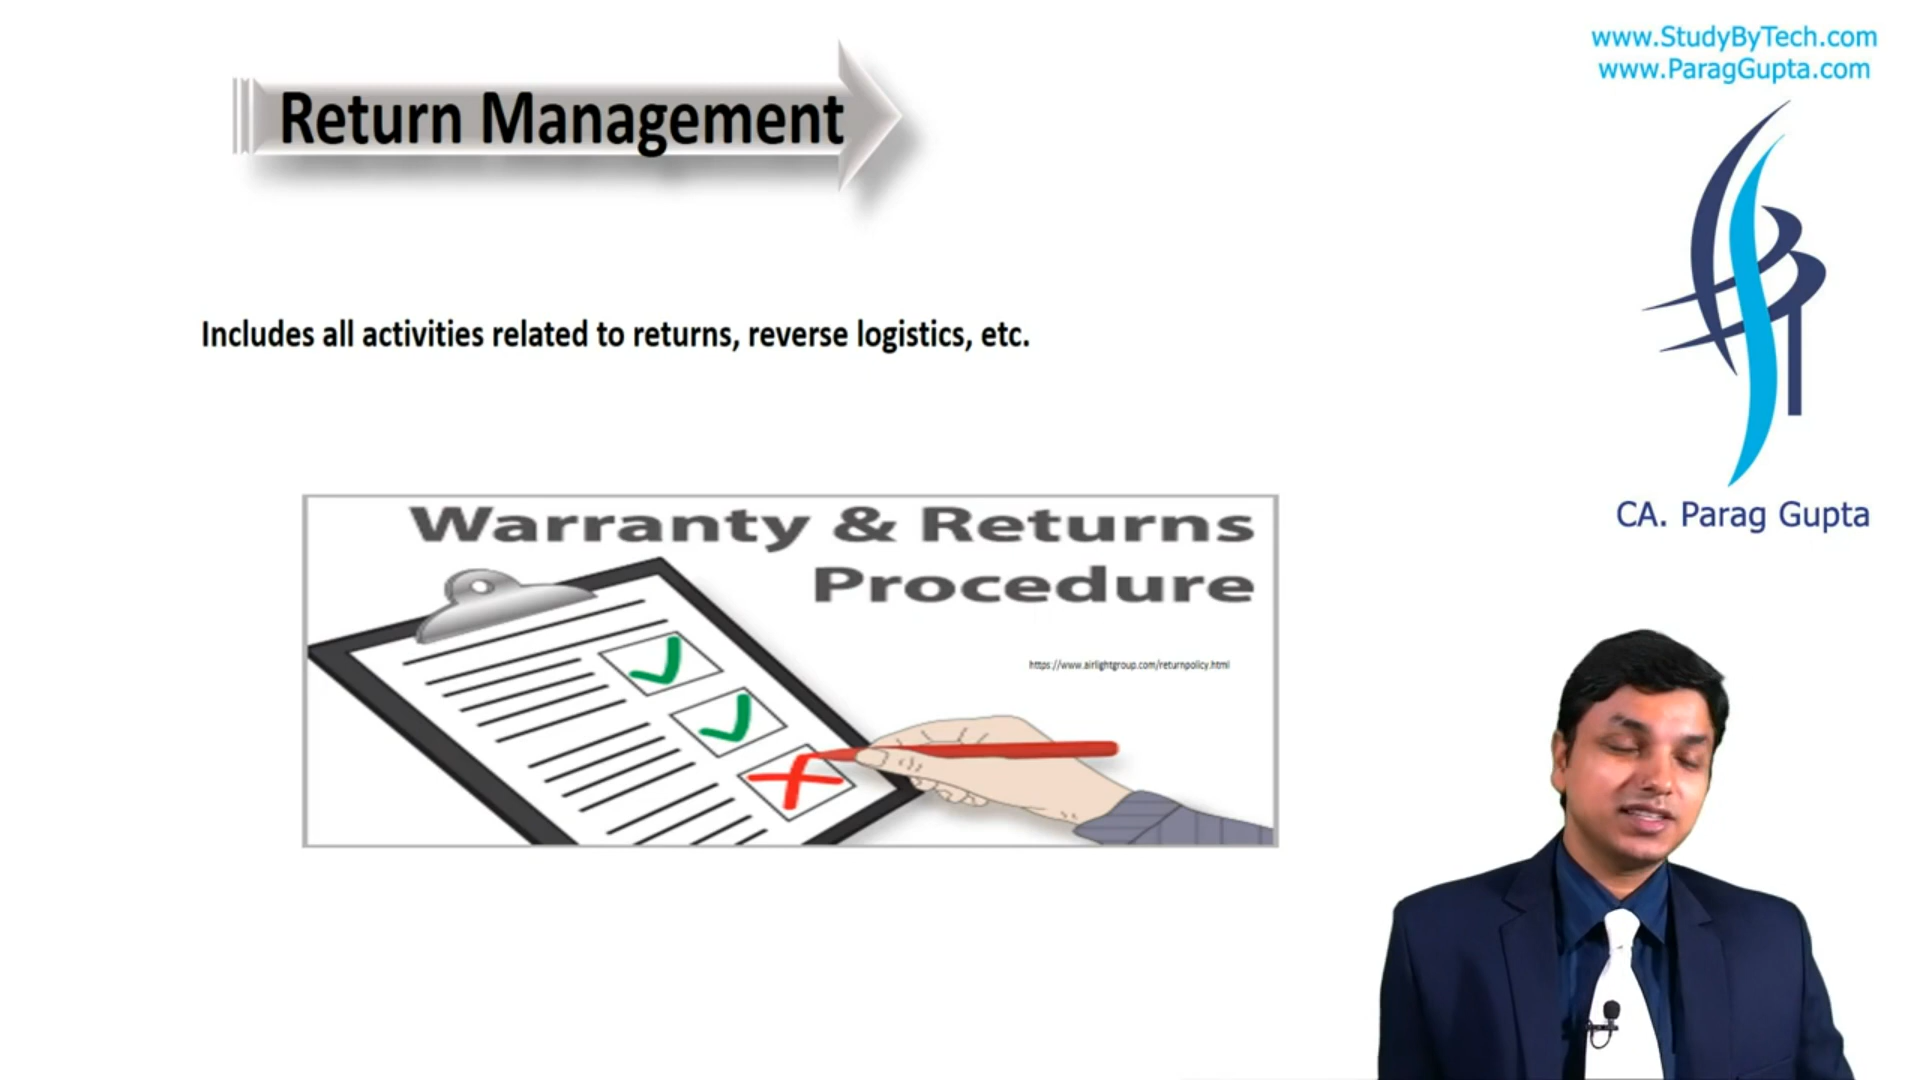 www.StudyByTech.com
www.ParagGupta.com
Return Management
Includes all activities related to returns, reverse logistics, etc.
CA. Parag Gupta
Warranty & Returns
Procedure
https://www.airlightgroup.com/returnpolicy.html